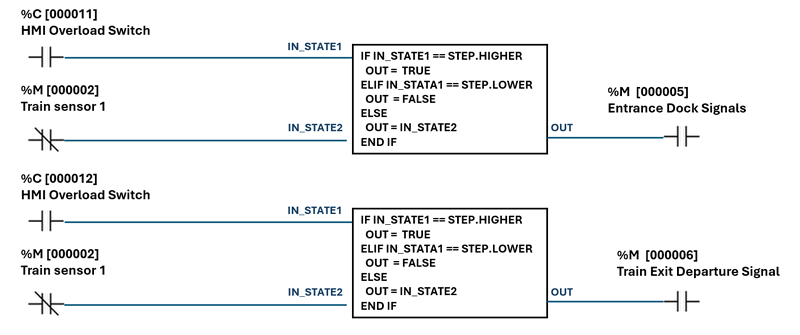 %C [000011]
HMI Overload Switch
IN_STATE1
%M [000002]
Train sensor 1
IN_STATE2
IF IN_STATE1 == STEP.HIGHER
OUT = TRUE
ELIF IN_STATA1 == STEP.LOWER
OUT = FALSE
ELSE
OUT = IN_STATE2
END IF
OUT
%M [000005]
Entrance Dock Signals
%C [000012]
HMI Overload Switch
IN_STATE1
%M [000002]
Train sensor 1
IN_STATE2
IF IN_STATE1 == STEP.HIGHER
OUT = TRUE
ELIF IN_STATA1 == STEP.LOWER
OUT = FALSE
ELSE
OUT = IN_STATE2
END IF
OUT
%M [000006]
Train Exit Departure Signal